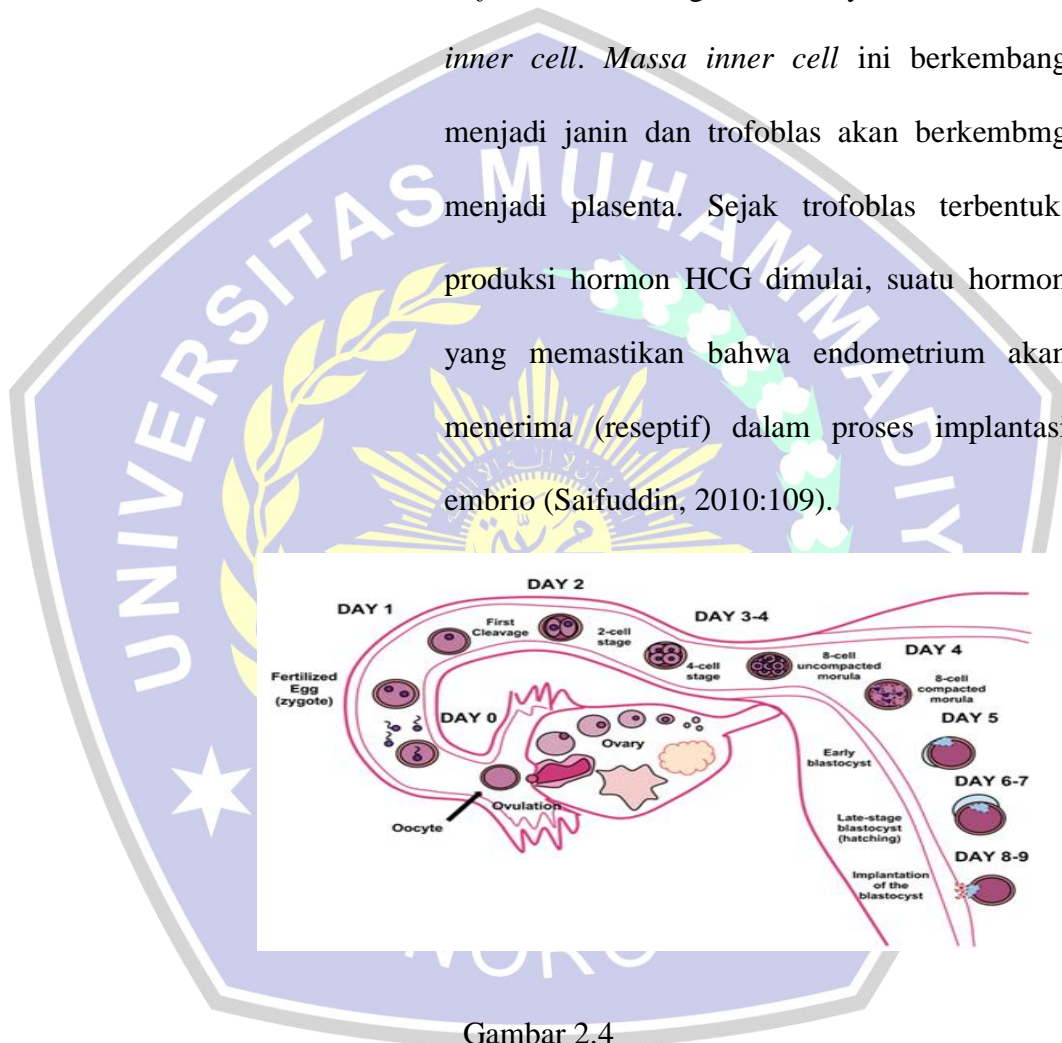 inner cell. Massa inner cell ini berkembang
menjadi janin dan trofoblas akan berkembmg
menjadi plasenta. Sejak trofoblas terbentuk
produksi hormon HCG dimulai, suatu hormon
yang memastikan bahwa endometrium akan
menerima (reseptif) dalam proses implantasi
embrio (Saifuddin, 2010:109).
UNIVERSITAS MUHAMMADIY
DAY 1
DAY 2
DAY 3-4
DAY 4
First
Cleavage
2-cell
stage
4-cell
stage
8-cell
uncompacted
morula
8-cell
compacted
morula
Fertilized
Egg
(zygote)
DAY 0
Ovary
Ovulation
Oocyte
DAY 5
Early
blastocyst
DAY 6-7
Late-stage
blastocyst
(hatching)
DAY 8-9
Implantation
of the
blastocyst
Gambar 2.4